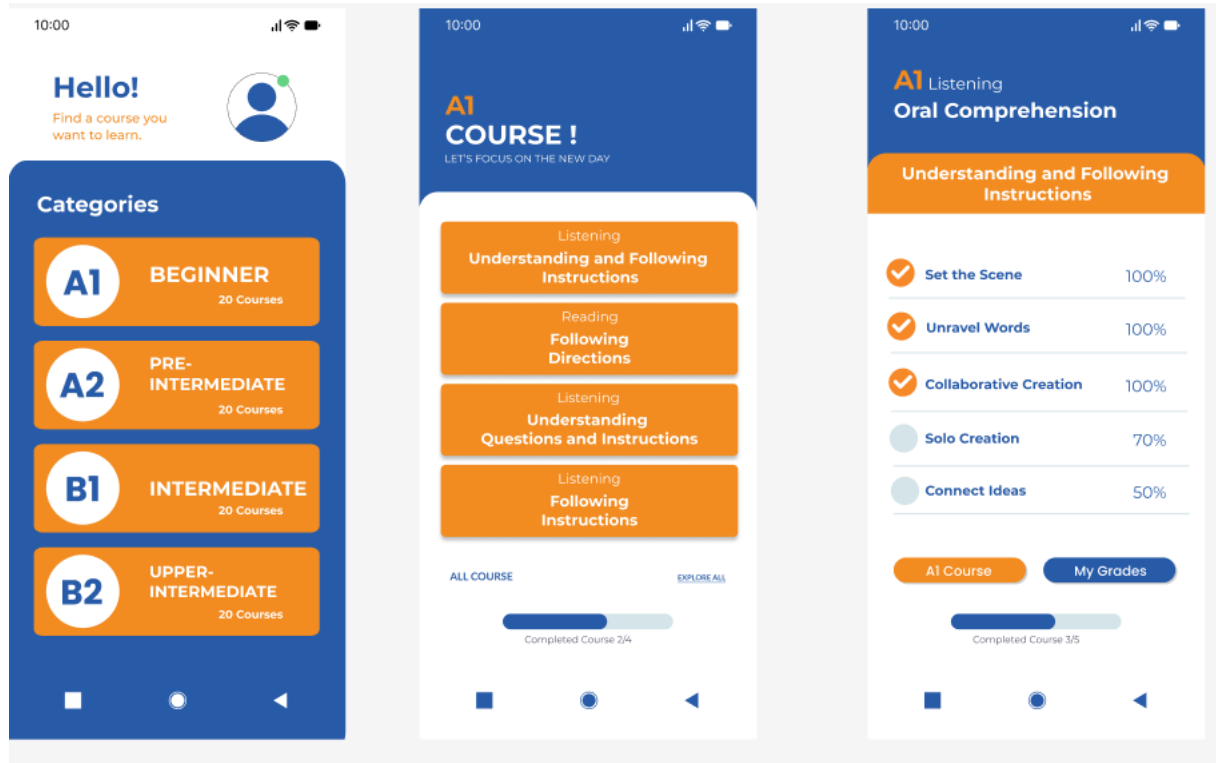 10:00
Hello!
Find a course you
want to learn.
Categories
A1
BEGINNER
20 Courses
A2
PRE-
INTERMEDIATE
20 Courses
B1
INTERMEDIATE
20 Courses
B2
UPPER-
INTERMEDIATE
20 Courses
10:00
A1
COURSE !
LET'S FOCUS ON THE NEW DAY
Listening
Understanding and Following
Instructions
Reading
Following
Directions
Listening
Understanding
Questions and Instructions
Listening
Following
Instructions
ALL COURSE
EXPLORE ALL
Completed Course 2/4
10:00
A1 Listening
Oral Comprehension
Understanding and Following
Instructions
Set the Scene 100%
Unravel Words 100%
Collaborative Creation 100%
Solo Creation 70%
Connect Ideas 50%
A1 Course
My Grades
Completed Course 3/5